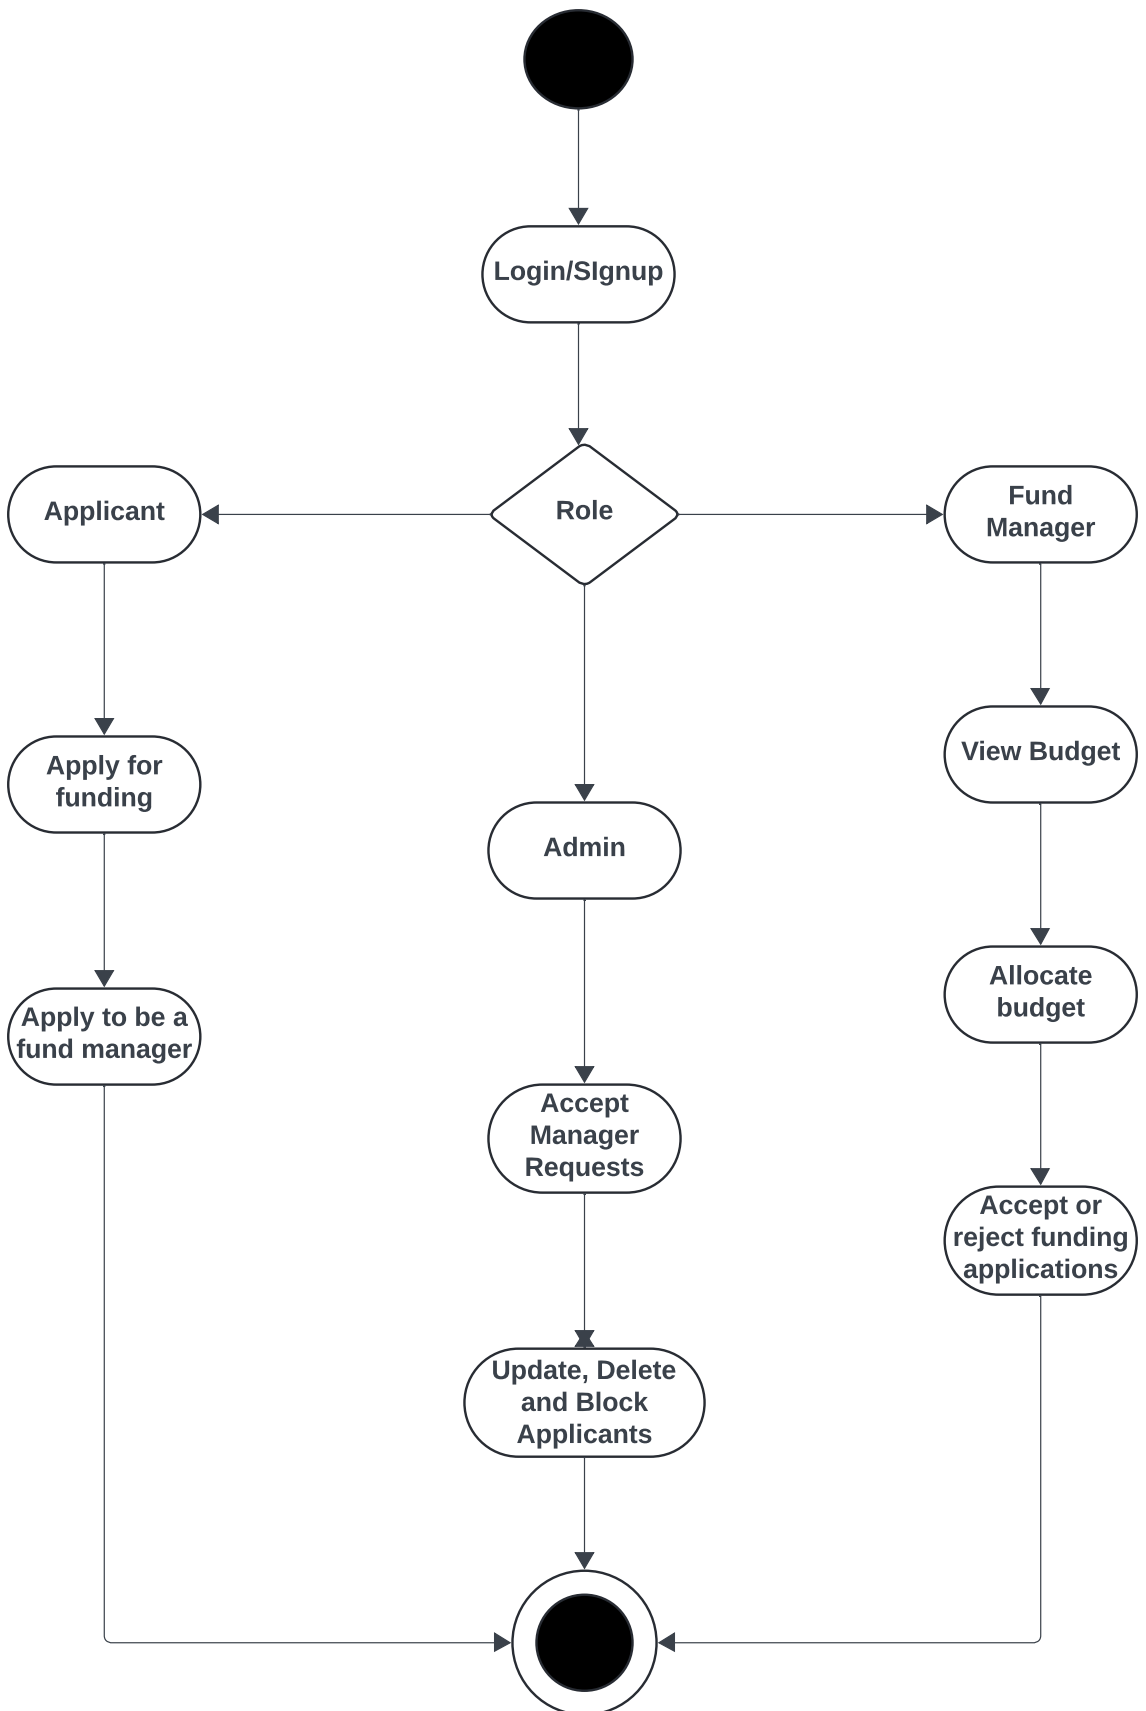 Login/SIgnup
Applicant
Role
Fund
Manager
Apply for
funding
View Budget
Admin
Allocate
budget
Apply to be a
fund manager
Accept
Manager
Requests
Accept or
reject funding
applications
Update, Delete
and Block
Applicants